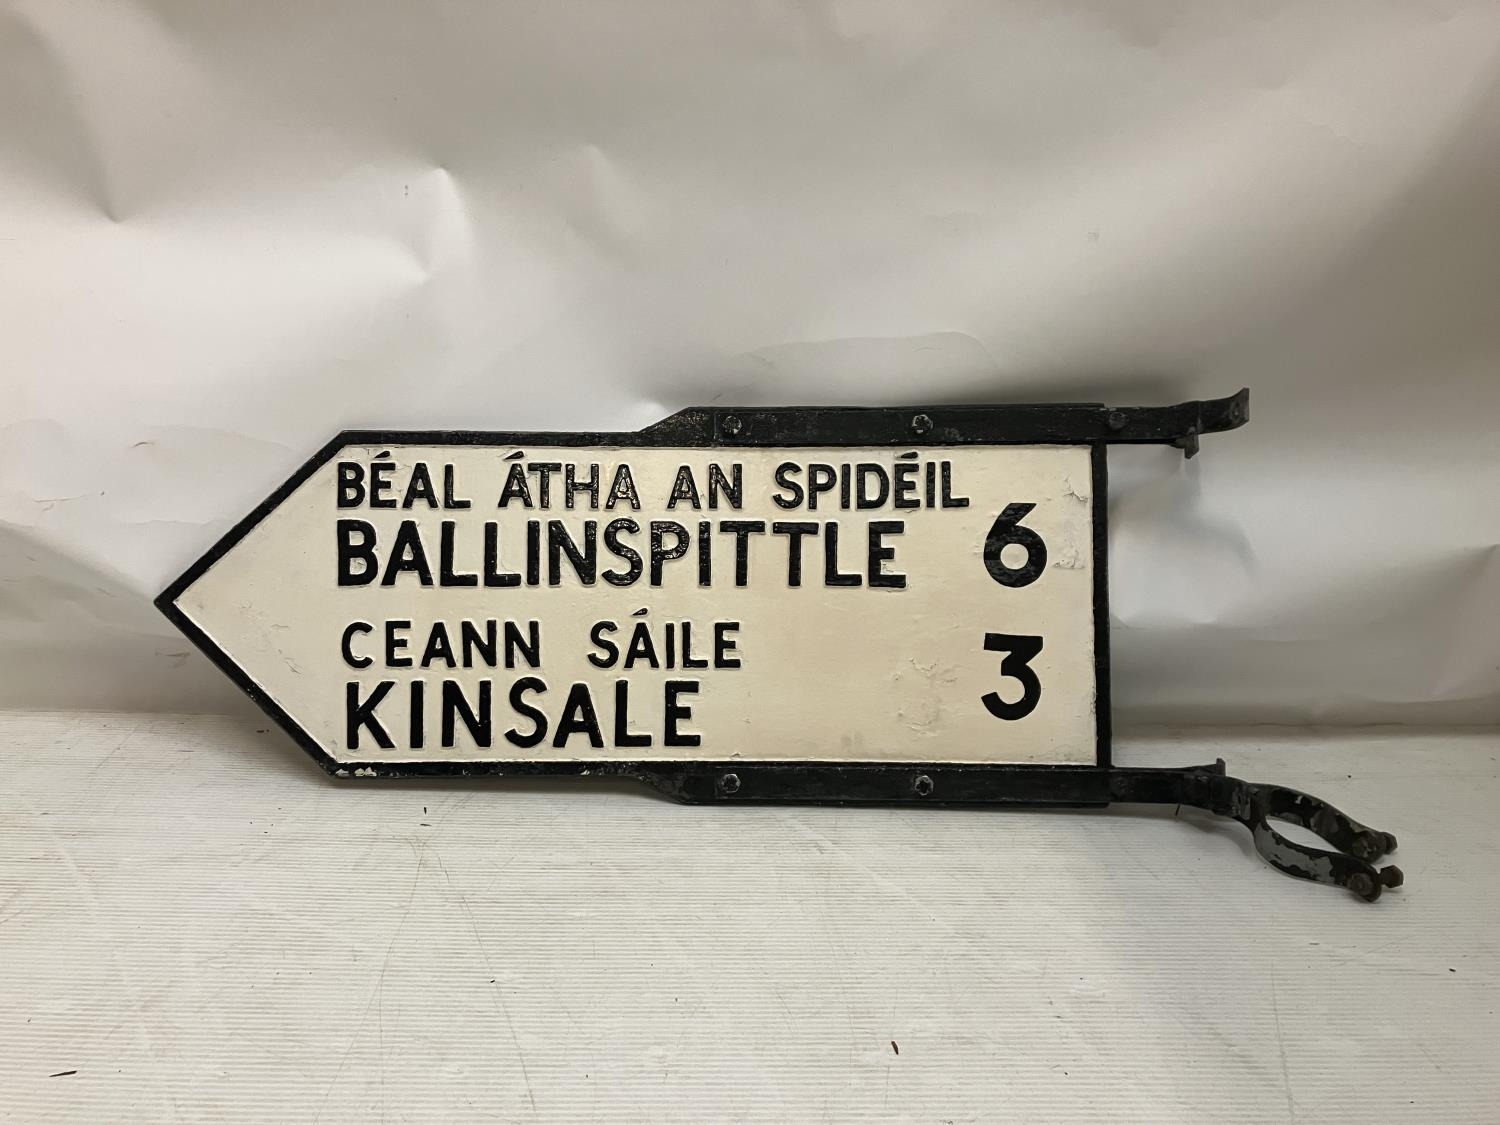 BÉAL ÁTHA AN SPIDÉIL
BALLINSPITTLE 6
CEANN SÁILE
KINSALE 3